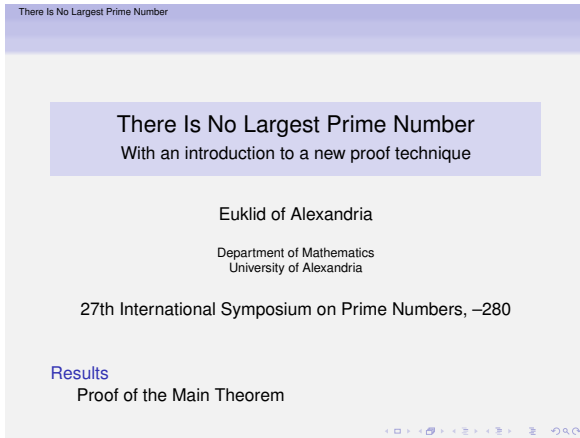 There Is No Largest Prime Number
There Is No Largest Prime Number
With an introduction to a new proof technique
Euklid of Alexandria
Department of Mathematics
University of Alexandria
27th International Symposium on Prime Numbers, –280
Results
Proof of the Main Theorem